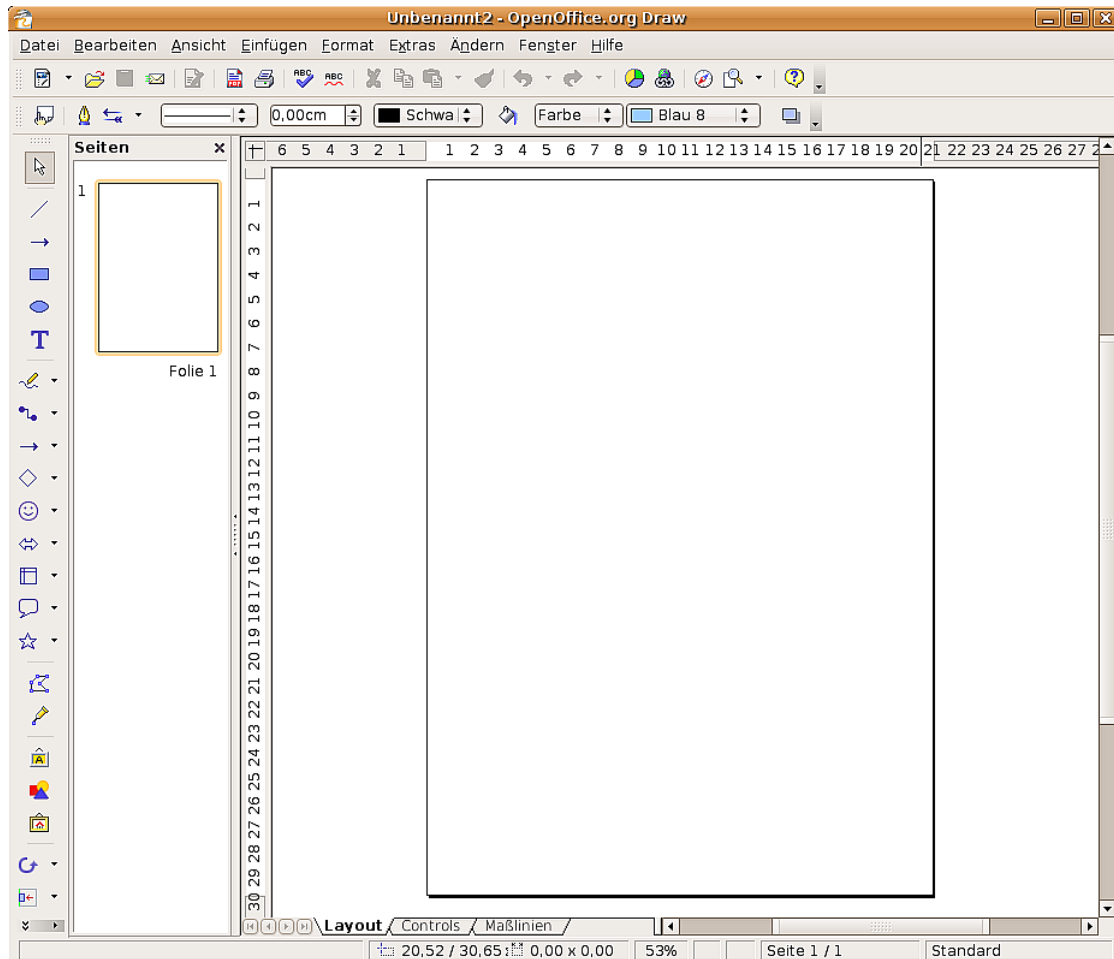 Unbenannt2 - OpenOffice.org Draw
Datei Bearbeiten Ansicht Einfügen Format Extras Ändern Fenster Hilfe
ABC ABC
0,00cm Schwa Farbe Blau 8
Seiten
6 5 4 3 2 1 1 2 3 4 5 6 7 8 9 10 11 12 13 14 15 16 17 18 19 20 21 22 23 24 25 26 27
1
Folie 1
T
1 2 3 4 5 6 7 8 9 10 11 12 13 14 15 16 17 18 19 20 21 22 23 24 25 26 27 28 29 30
Layout Controls Maßlinien
20,52 / 30,65 0,00 x 0,00 53% Seite 1 / 1 Standard